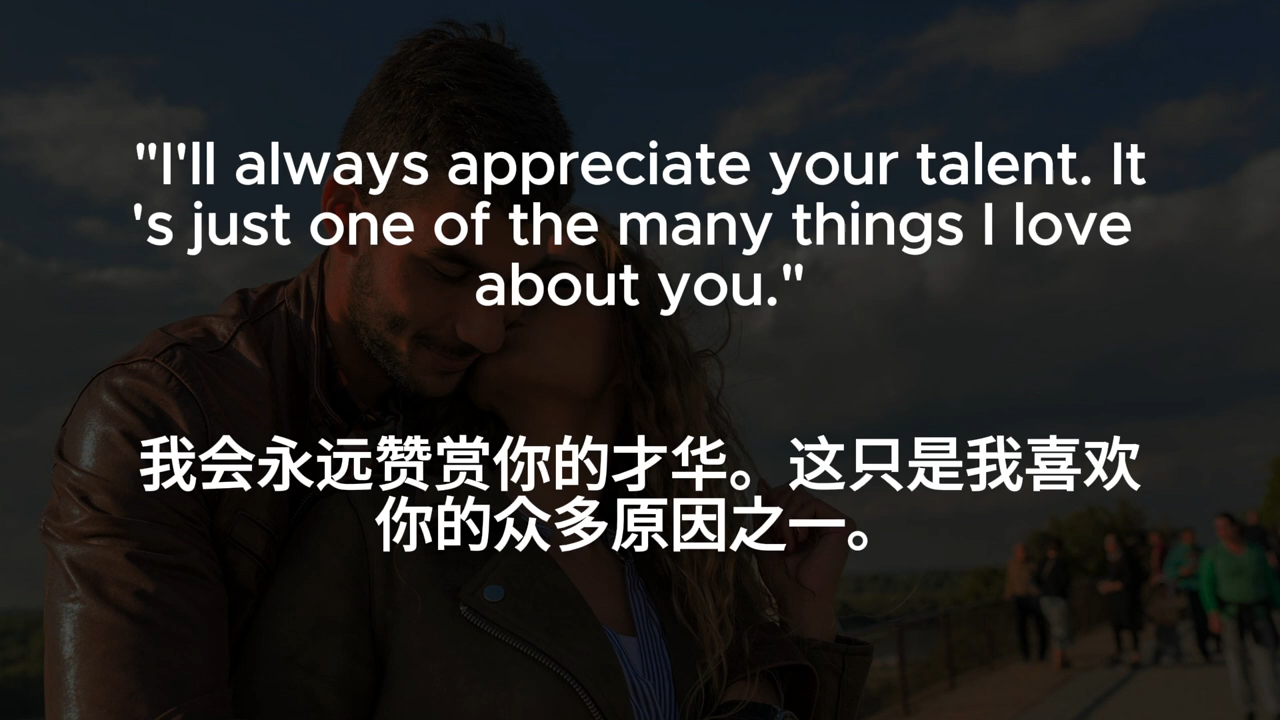 "I'll always appreciate your talent. It
's just one of the many things I love
about you."
我会永远赞赏你的才华。这只是我喜欢
你的众多原因之一。